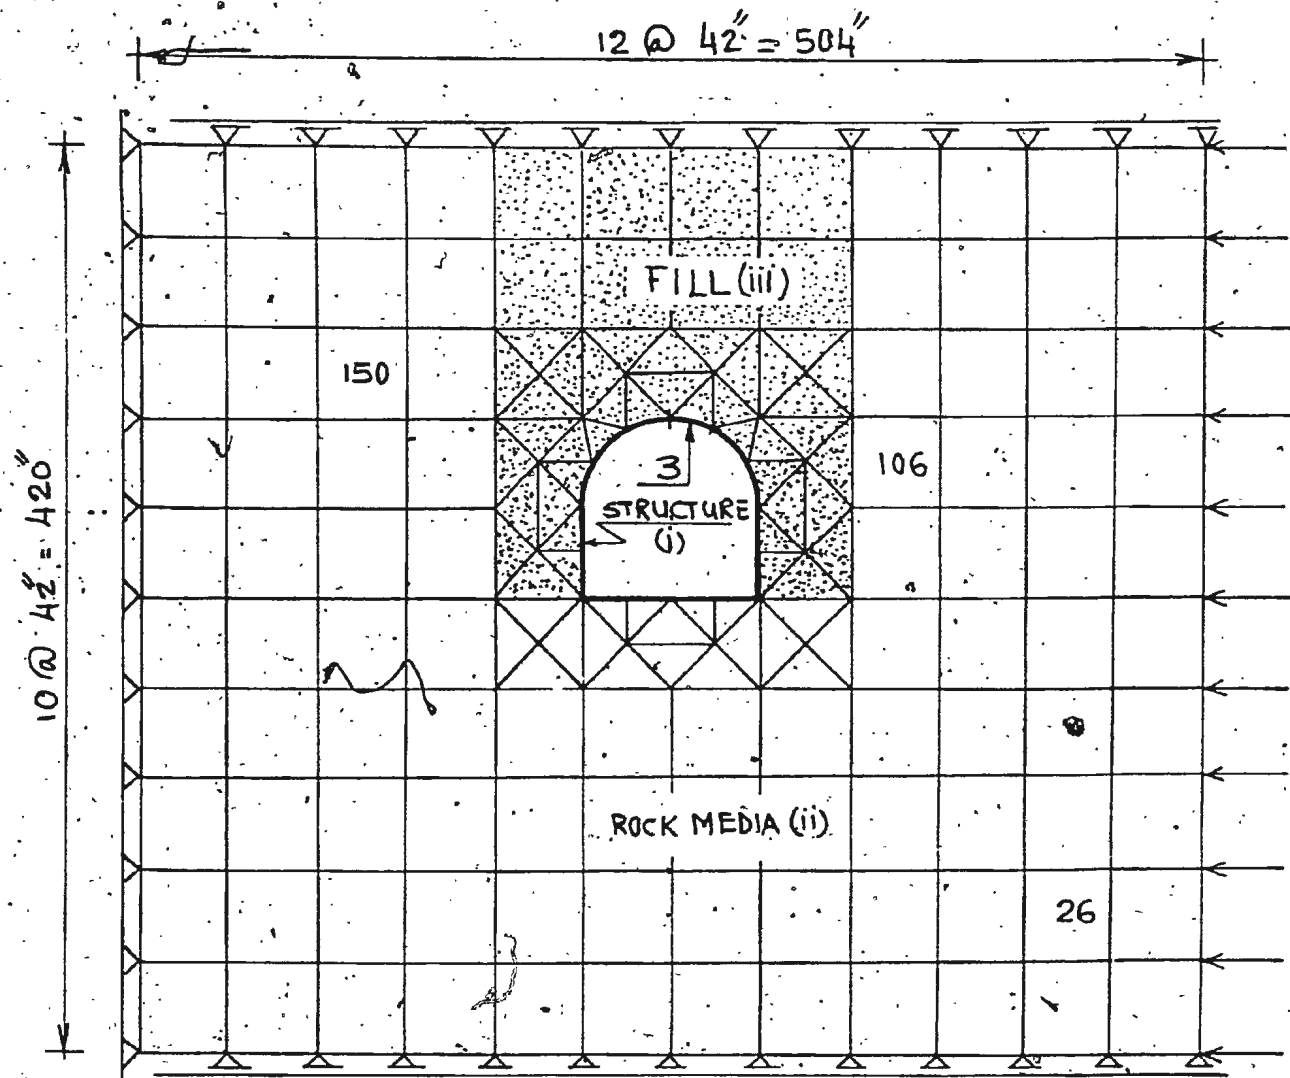 12 @ 42" = 504"
FILL (iii)
150
106
3
STRUCTURE
(i)
10 @ 42" = 420"
ROCK MEDIA (ii)
26